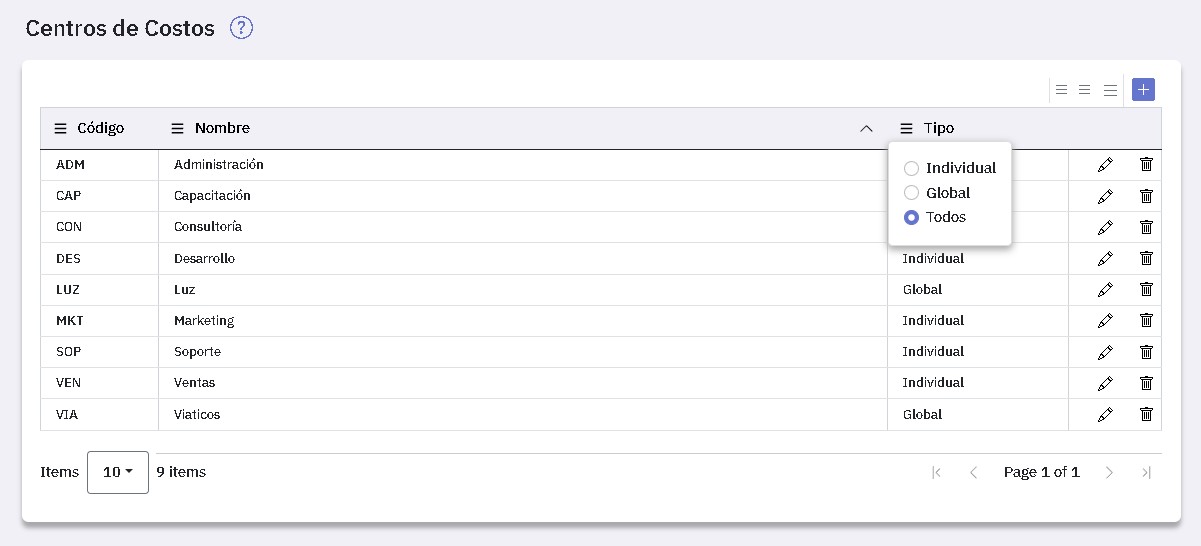 Centros de Costos ?
Código Nombre Tipo
ADM Administración
CAP Capacitación
CON Consultoría
Individual
Global
Todos
DES Desarrollo Individual
LUZ Luz Global
MKT Marketing Individual
SOP Soporte Individual
VEN Ventas Individual
VIA Viaticos Global
Items 10 9 items Page 1 of 1